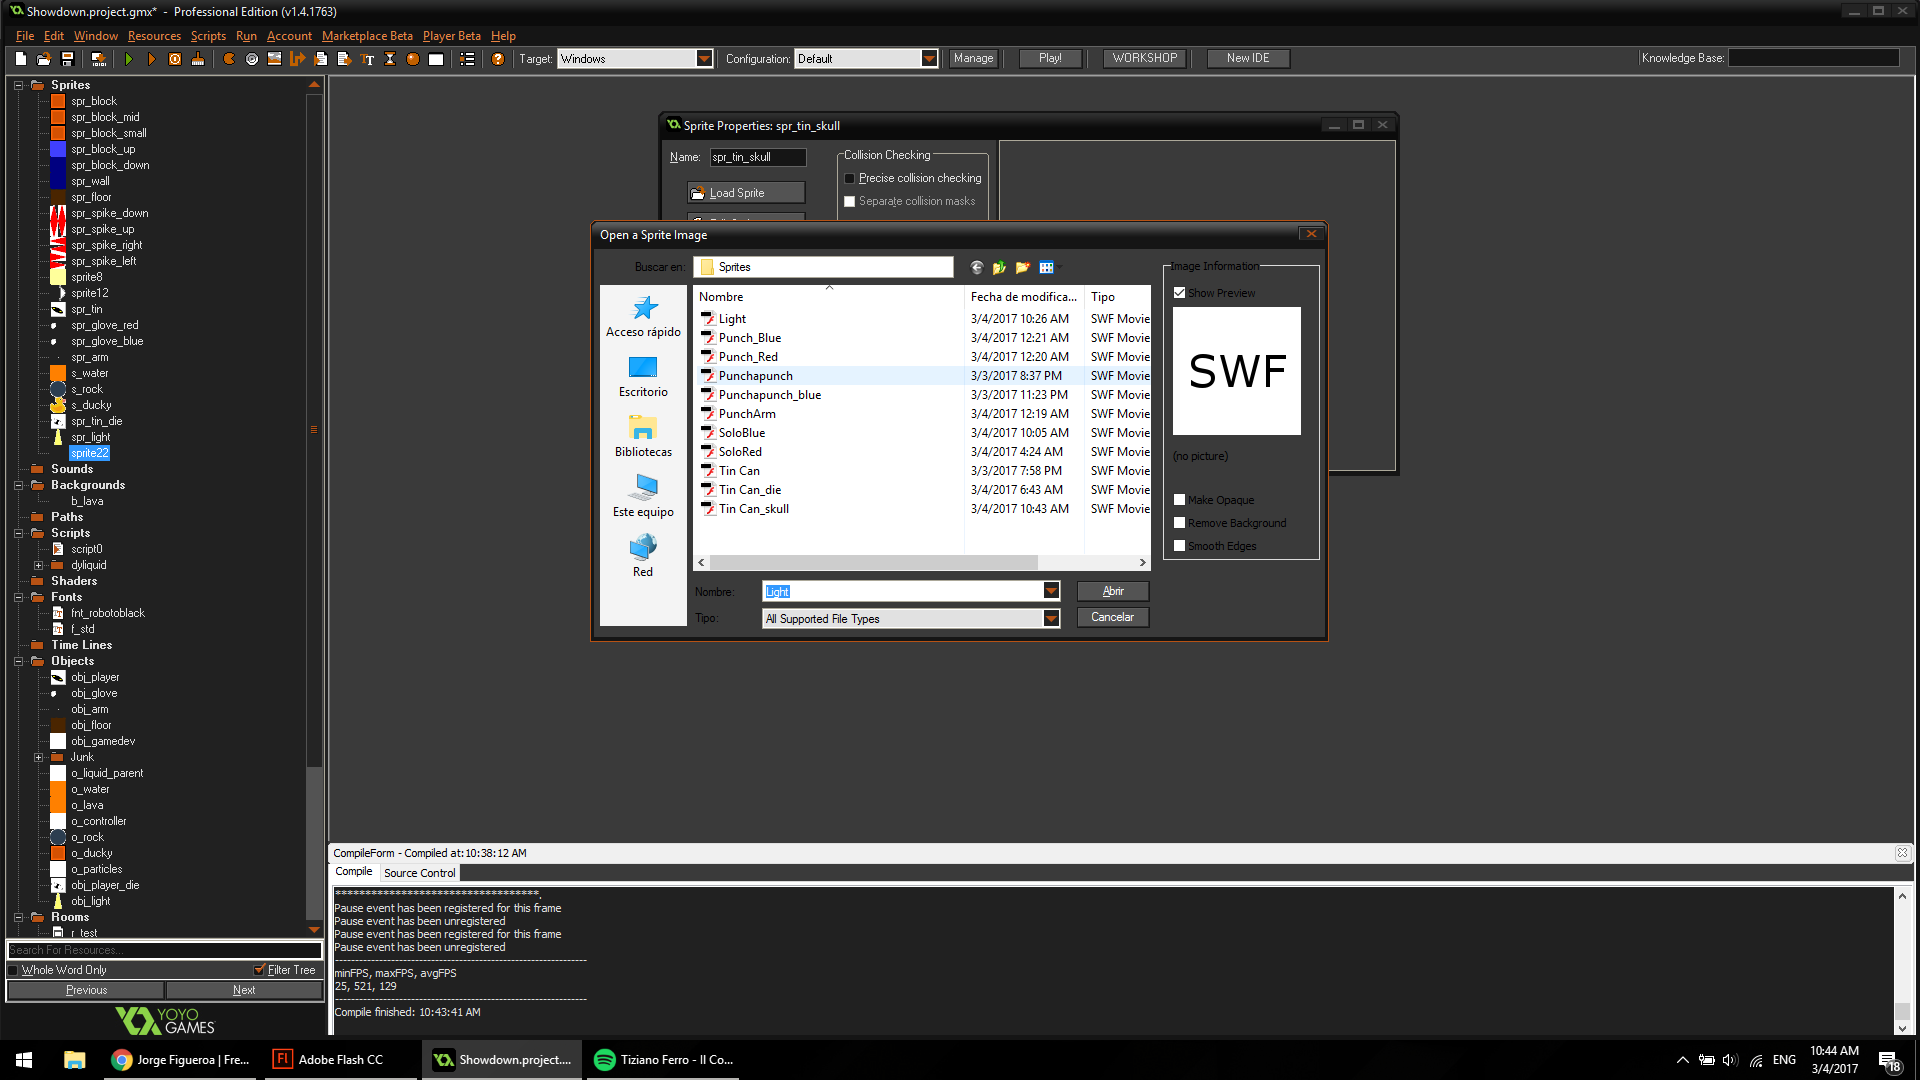 Showdown.project.gmx* - Professional Edition (v1.4.1763)
File Edit Window Resources Scripts Run Account Marketplace Beta Player Beta Help
Target: Windows Configuration: Default Manage Play! WORKSHOP New IDE Knowledge Base:
Sprites
spr_block
spr_block_mid
spr_block_small
spr_block_up
spr_block_down
spr_wall
spr_floor
spr_spike_down
spr_spike_up
spr_spike_right
spr_spike_left
sprite8
sprite12
spr_tin
spr_glove_red
spr_glove_blue
spr_arm
s_water
s_rock
s_ducky
spr_tin_die
spr_light
sprite22
Sounds
Backgrounds
b_lava
Paths
Scripts
script0
dyliquid
Shaders
Fonts
fnt_robotoblack
f_std
Time Lines
Objects
obj_player
obj_glove
obj_arm
obj_floor
obj_gamedev
Junk
o_liquid_parent
o_water
o_lava
o_controller
o_rock
o_ducky
o_particles
obj_player_die
obj_light
Rooms
r_test
Search For Resources...
Whole Word Only Filter Tree
Previous Next
YOYO
GAMES
Sprite Properties: spr_tin_skull
Name: spr_tin_skull
Load Sprite
Collision Checking
Precise collision checking
Separate collision masks
Open a Sprite Image
Buscar en: Sprites
Acceso rápido
Escritorio
Bibliotecas
Este equipo
Red
Nombre Fecha de modifica... Tipo
Light 3/4/2017 10:26 AM SWF Movie
Punch_Blue 3/4/2017 12:21 AM SWF Movie
Punch_Red 3/4/2017 12:20 AM SWF Movie
Punchapunch 3/3/2017 8:37 PM SWF Movie
Punchapunch_blue 3/3/2017 11:23 PM SWF Movie
PunchArm 3/4/2017 12:19 AM SWF Movie
SoloBlue 3/4/2017 10:05 AM SWF Movie
SoloRed 3/4/2017 4:24 AM SWF Movie
Tin Can 3/3/2017 7:58 PM SWF Movie
Tin Can_die 3/4/2017 6:43 AM SWF Movie
Tin Can_skull 3/4/2017 10:43 AM SWF Movie
Nombre: Light Abrir
Tipo: All Supported File Types Cancelar
Image Information
Show Preview
SWF
(no picture)
Make Opaque
Remove Background
Smooth Edges
CompileForm - Compiled at:10:38:12 AM
Compile Source Control
Pause event has been registered for this frame
Pause event has been unregistered
Pause event has been registered for this frame
Pause event has been unregistered
minFPS, maxFPS, avgFPS
25, 521, 129
Compile finished: 10:43:41 AM
Jorge Figueroa | Fre... Adobe Flash CC Showdown.project.... Tiziano Ferro - Il Co... ENG 10:44 AM
3/4/2017
18